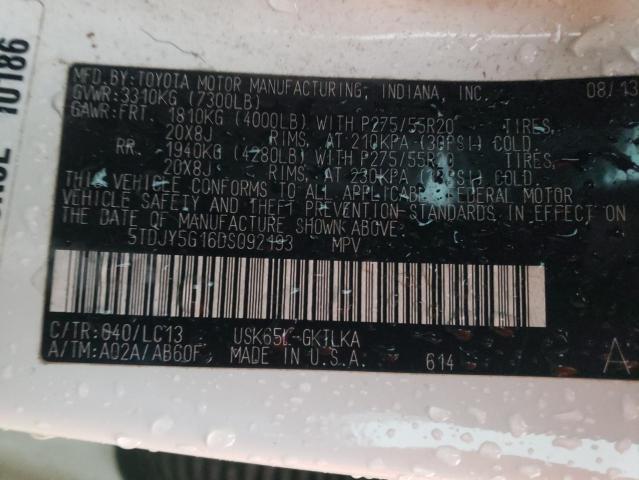 MFD. BY: TOYOTA MOTOR MANUFACTURING, INDIANA, INC. 08/13
GVWR: 3310KG (7300LB)
GAWR: FRT. 1810KG (4000LB) WITH P275/55R20 TIRES,
20X8J RIMS, AT 210KPA (30PSI) COLD.
RR. 1940KG (4280LB) WITH P275/55R20 TIRES,
20X8J RIMS, AT 230KPA (33PSI) COLD.
THIS VEHICLE CONFORMS TO ALL APPLICABLE FEDERAL MOTOR
VEHICLE SAFETY AND THEFT PREVENTION STANDARDS IN EFFECT ON
THE DATE OF MANUFACTURE SHOWN ABOVE.
5TDJY5G16DS092193 MPV
C/TR: 040/LC13 USK65L-GKTLKA
A/TM: A02A/AB60F MADE IN U.S.A. 614 A
10186